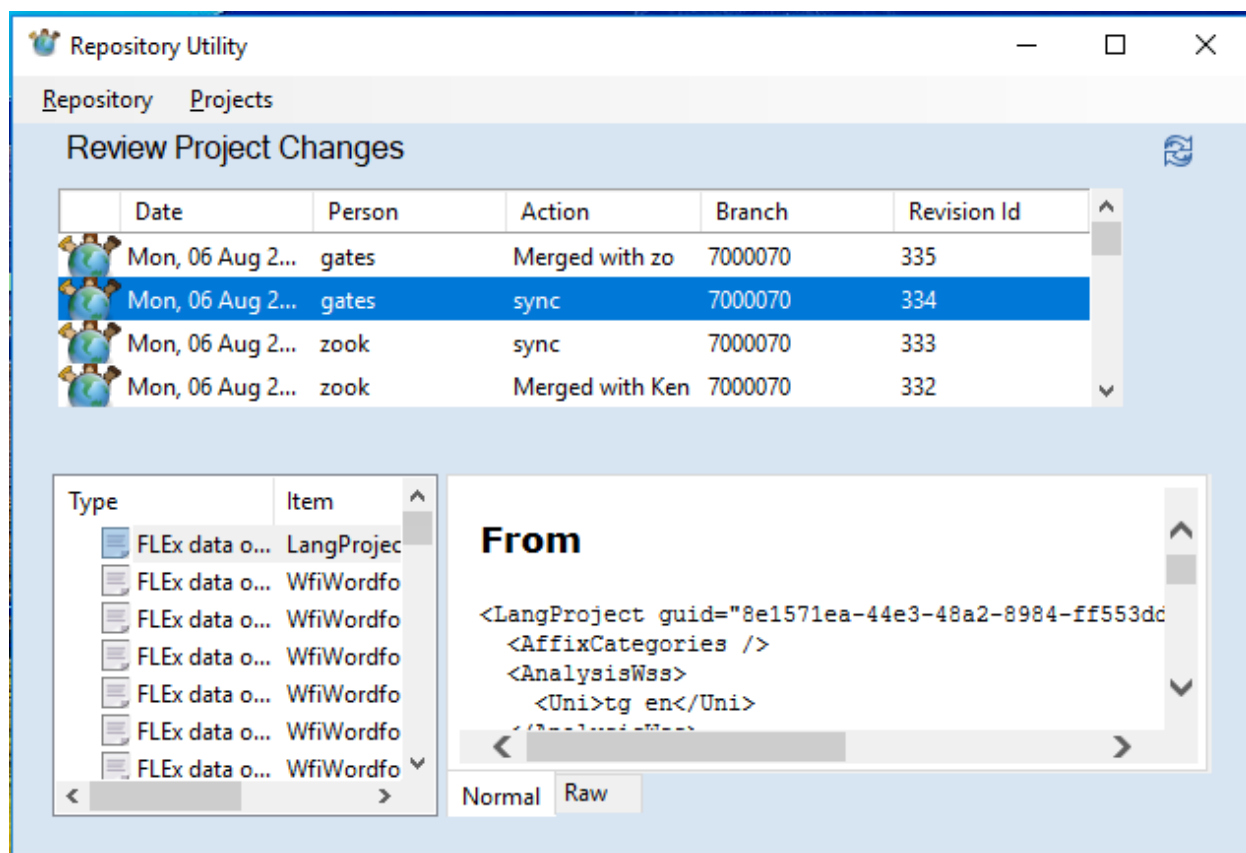 Repository Utility
Repository Projects
Review Project Changes
Date Person Action Branch Revision Id
Mon, 06 Aug 2... gates Merged with zo 7000070 335
Mon, 06 Aug 2... gates sync 7000070 334
Mon, 06 Aug 2... zook sync 7000070 333
Mon, 06 Aug 2... zook Merged with Ken 7000070 332
Type Item
FLEx data o... LangProjec
FLEx data o... WfiWordfo
FLEx data o... WfiWordfo
FLEx data o... WfiWordfo
FLEx data o... WfiWordfo
FLEx data o... WfiWordfo
FLEx data o... WfiWordfo
From
<LangProject guid="8e1571ea-44e3-48a2-8984-ff553dd
<AffixCategories />
<AnalysisWss>
<Uni>tg en</Uni>
Normal Raw